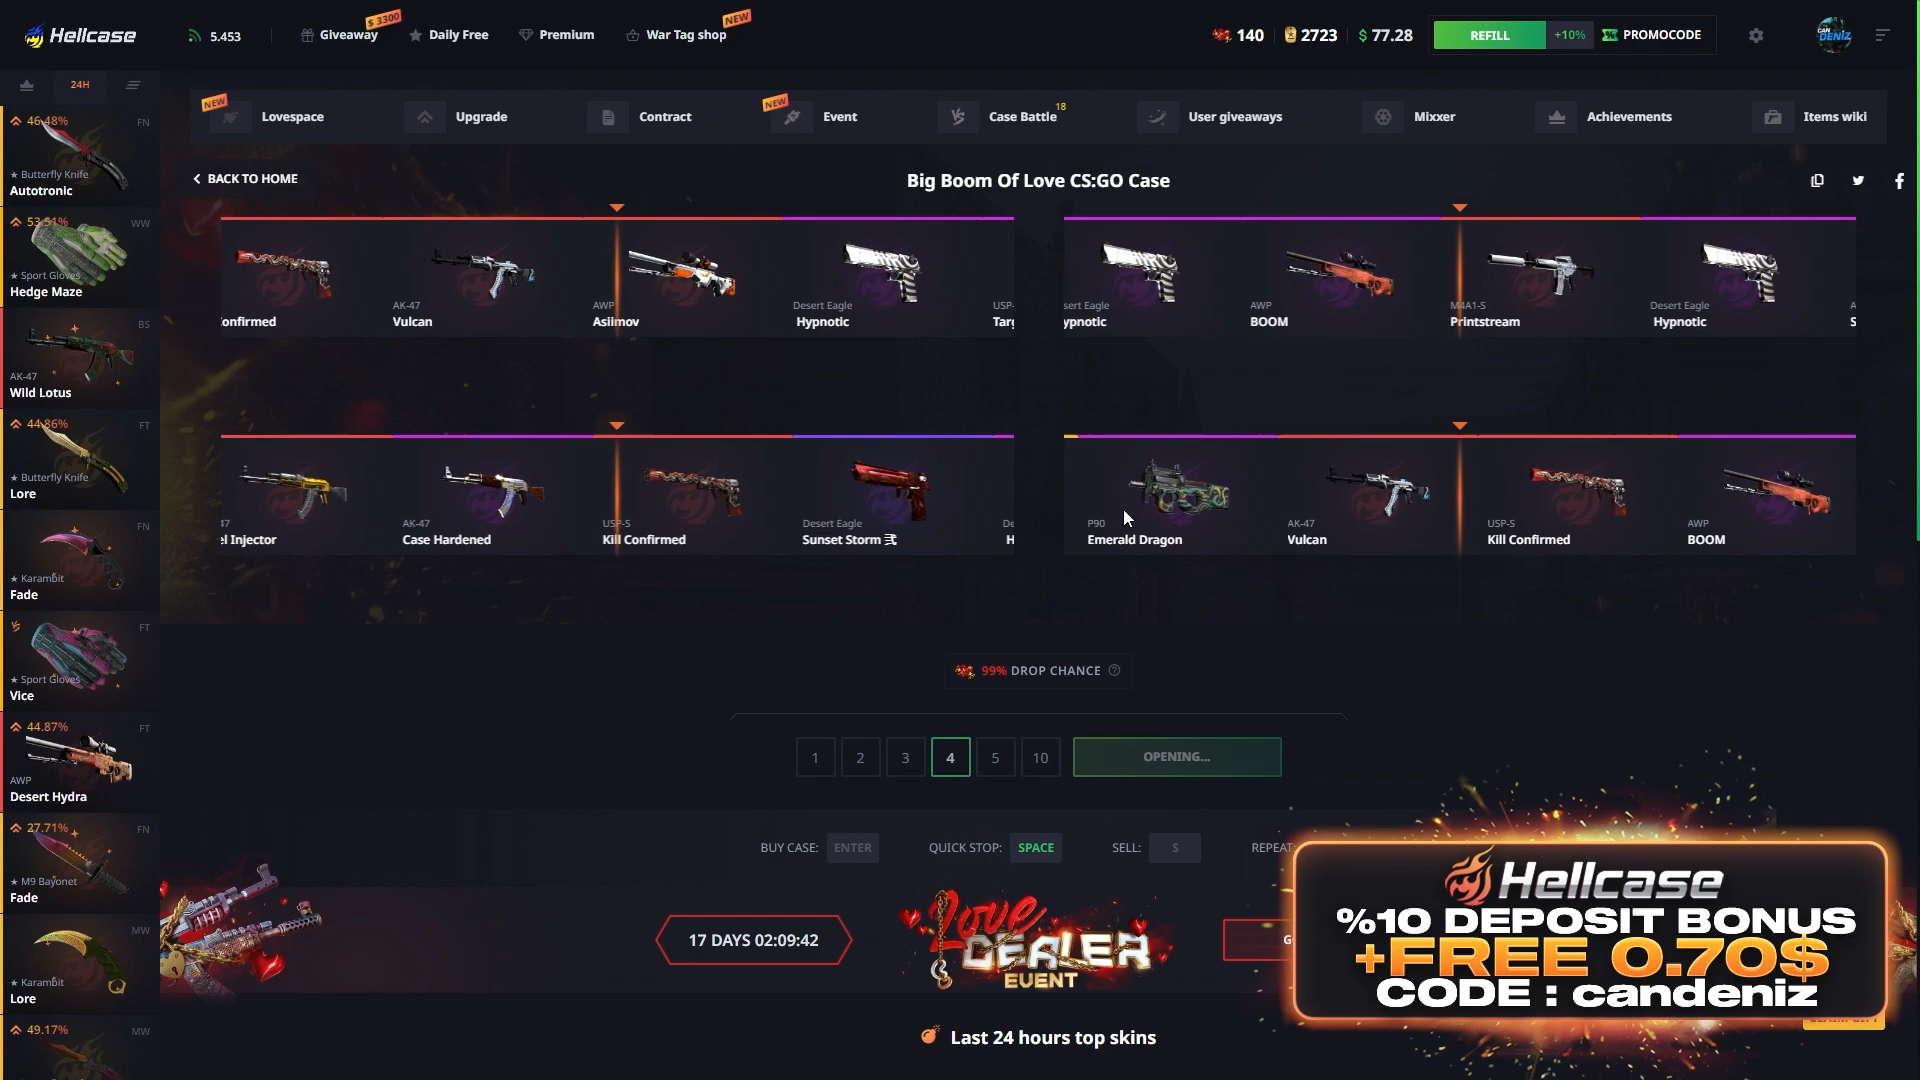 Hellcase
5.453
$ 3300
Giveaway
Daily Free
Premium
NEW
War Tag shop
140
2723
$ 77.28
REFILL
+10%
PROMOCODE
CAN
DENİZ
24H
NEW
Lovespace
Upgrade
Contract
NEW
Event
Case Battle
18
User giveaways
Mixxer
Achievements
Items wiki
BACK TO HOME
Big Boom Of Love CS:GO Case
46.48%
FN
★ Butterfly Knife
Autotronic
53.51%
WW
★ Sport Gloves
Hedge Maze
BS
AK-47
Wild Lotus
44.86%
FT
★ Butterfly Knife
Lore
FN
★ Karambit
Fade
FT
★ Sport Gloves
Vice
44.87%
FT
AWP
Desert Hydra
27.71%
FN
★ M9 Bayonet
Fade
MW
★ Karambit
Lore
49.17%
MW
onfirmed
AK-47
Vulcan
AWP
Asiimov
Desert Eagle
Hypnotic
USP-
Targ
sert Eagle
ypnotic
AWP
BOOM
M4A1-S
Printstream
Desert Eagle
Hypnotic
A
S
47
el Injector
AK-47
Case Hardened
USP-S
Kill Confirmed
Desert Eagle
Sunset Storm 弐
De
H
P90
Emerald Dragon
AK-47
Vulcan
USP-S
Kill Confirmed
AWP
BOOM
99% DROP CHANCE
1 2 3 4 5 10
OPENING...
BUY CASE: ENTER
QUICK STOP: SPACE
SELL: S
REPEAT:
17 DAYS 02:09:42
Love
DEALER
EVENT
G
Last 24 hours top skins
Hellcase
%10 DEPOSIT BONUS
+FREE 0.70$
CODE : candeniz